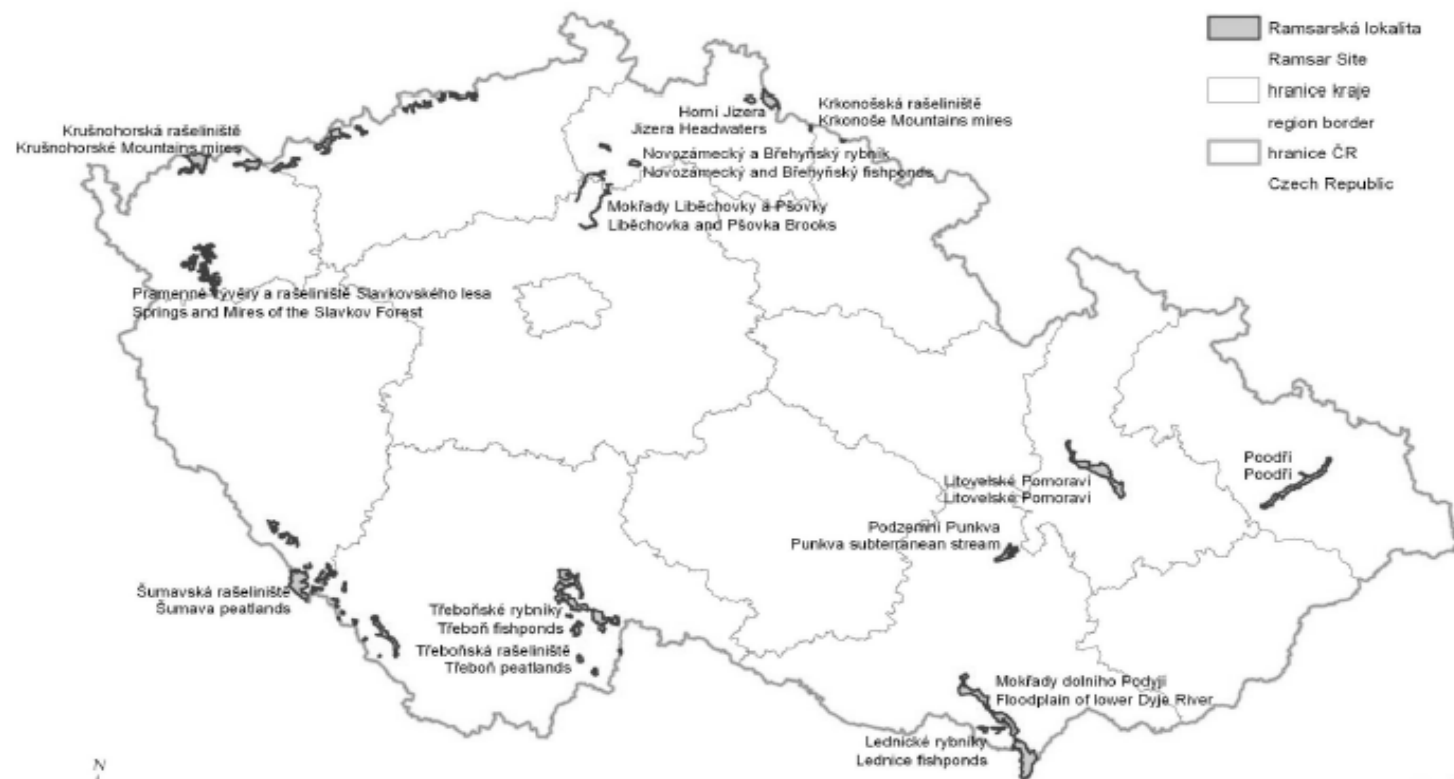 Ramsarská lokalita
Ramsar Site
hranice kraje
region border
hranice ČR
Czech Republic
Krušnohorská rašeliniště
Krušnohorské Mountains mires
Horní Jizera
Jizera Headwaters
Krkonošská rašeliniště
Krkonoše Mountains mires
Novozámecký a Břehyňský rybník
Novozámecký and Břehyňský fishponds
Mokřady Liběchovky a Pšovky
Liběchovka and Pšovka Brooks
Pramenné vývěry a rašeliniště Slavkovského lesa
Springs and Mires of the Slavkov Forest
Poodří
Poodří
Litovelské Pomoraví
Litovelské Pomoraví
Podzemní Punkva
Punkva subterranean stream
Šumavská rašeliniště
Šumava peatlands
Třeboňské rybníky
Třeboň fishponds
Třeboňská rašeliniště
Třeboň peatlands
Mokřady dolního Podyjí
Floodplain of lower Dyje River
Lednické rybníky
Lednice fishponds
N